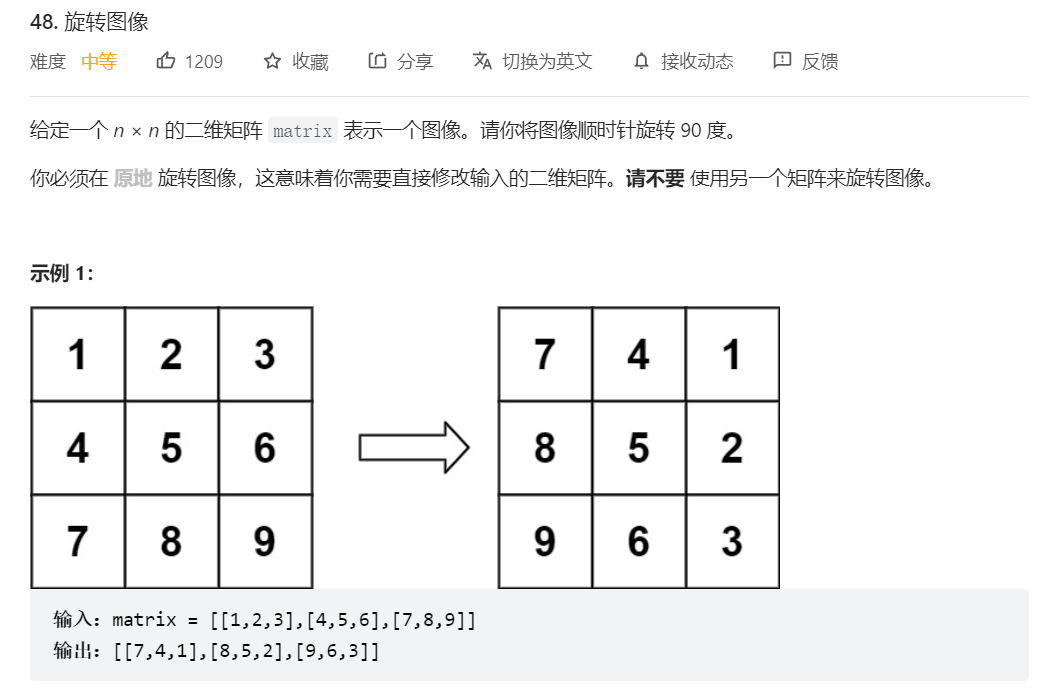 48. 旋转图像
难度 中等 1209 收藏 分享 切换为英文 接收动态 反馈
给定一个 n × n 的二维矩阵 matrix 表示一个图像。请你将图像顺时针旋转 90 度。
你必须在 原地 旋转图像，这意味着你需要直接修改输入的二维矩阵。请不要 使用另一个矩阵来旋转图像。
示例 1：
1 2 3 7 4 1
4 5 6 8 5 2
7 8 9 9 6 3
输入：matrix = [[1,2,3],[4,5,6],[7,8,9]]
输出：[[7,4,1],[8,5,2],[9,6,3]]